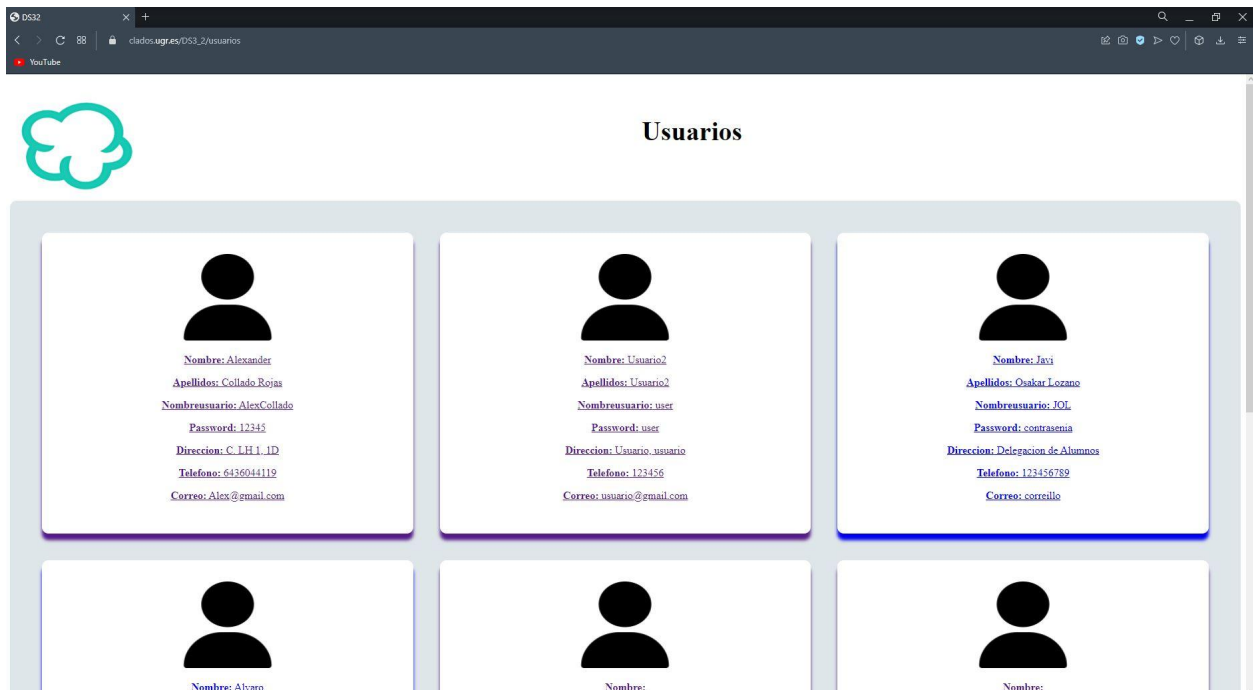 DS32
clados.ugr.es/DS3_2/usuarios
YouTube
Usuarios
Nombre: Alexander
Apellidos: Collado Rojas
Nombreusuario: AlexCollado
Password: 12345
Direccion: C. LH 1, 1D
Telefono: 6436044119
Correo: Alex@gmail.com
Nombre: Usuario2
Apellidos: Usuario2
Nombreusuario: user
Password: user
Direccion: Usuario, usuario
Telefono: 123456
Correo: usuario@gmail.com
Nombre: Javi
Apellidos: Osakar Lozano
Nombreusuario: JOL
Password: contrasenia
Direccion: Delegacion de Alumnos
Telefono: 123456789
Correo: correillo
Nombre: Alvaro
Nombre:
Nombre: